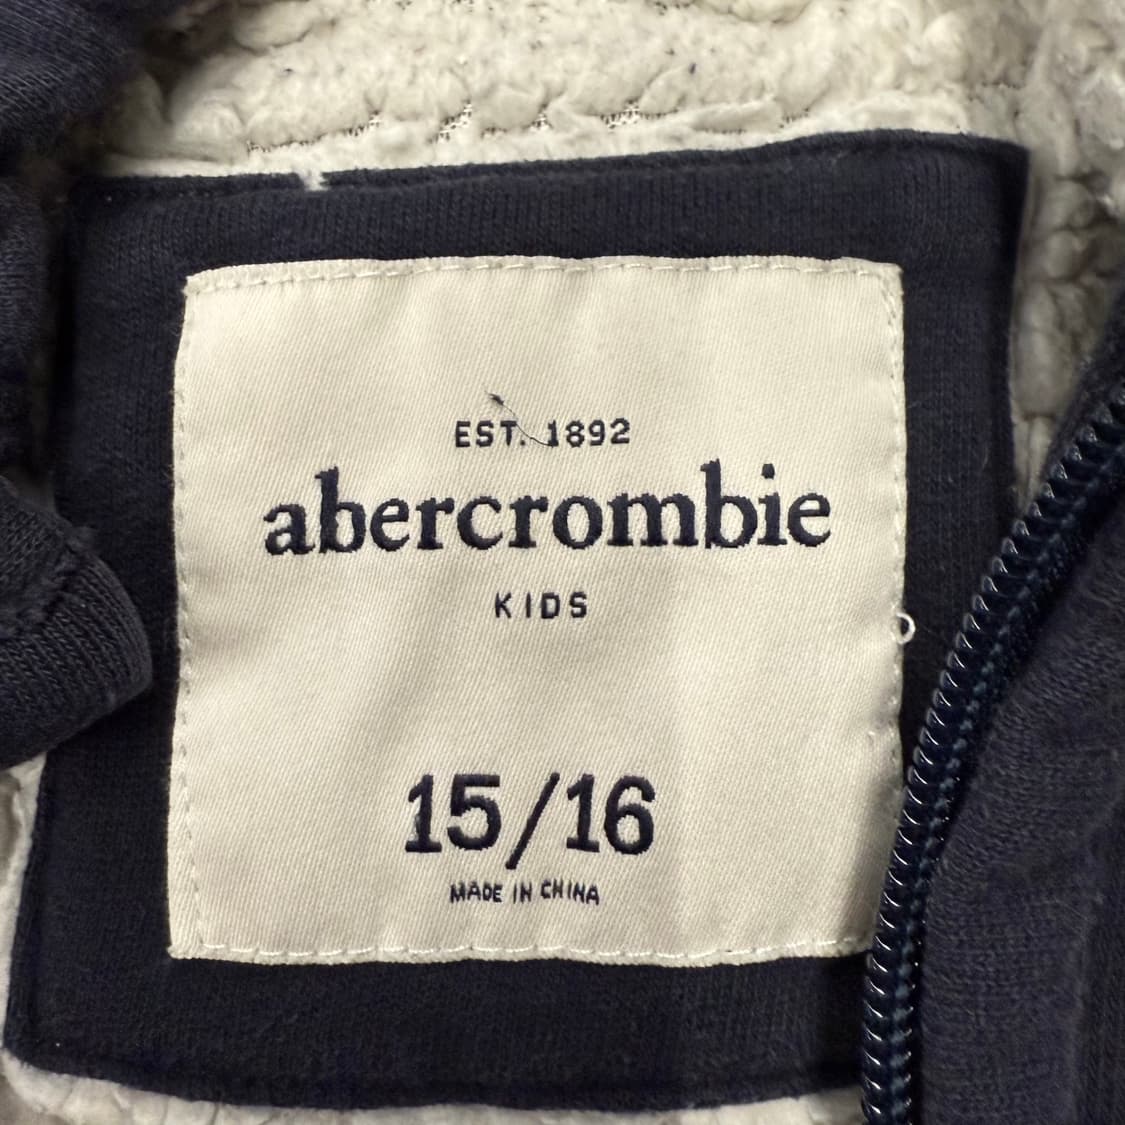 EST. 1892
abercrombie
KIDS
15/16
MADE IN CHINA